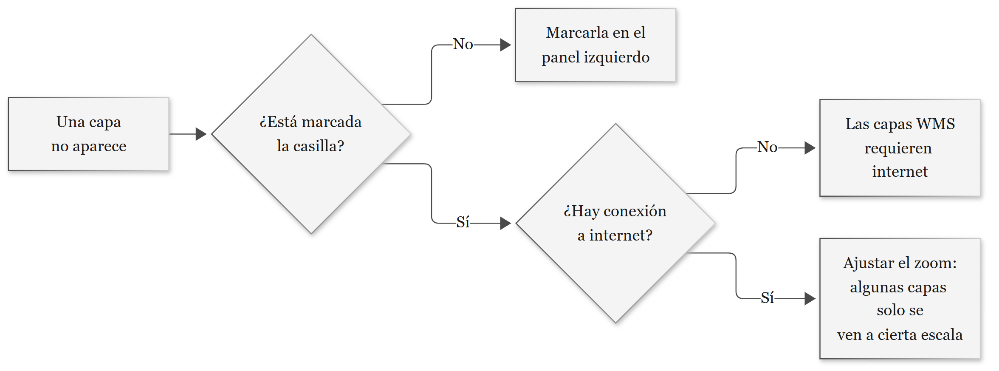 Una capa
no aparece
¿Está marcada
la casilla?
No
Marcarla en el
panel izquierdo
Sí
¿Hay conexión
a internet?
No
Las capas WMS
requieren
internet
Sí
Ajustar el zoom:
algunas capas
solo se
ven a cierta escala